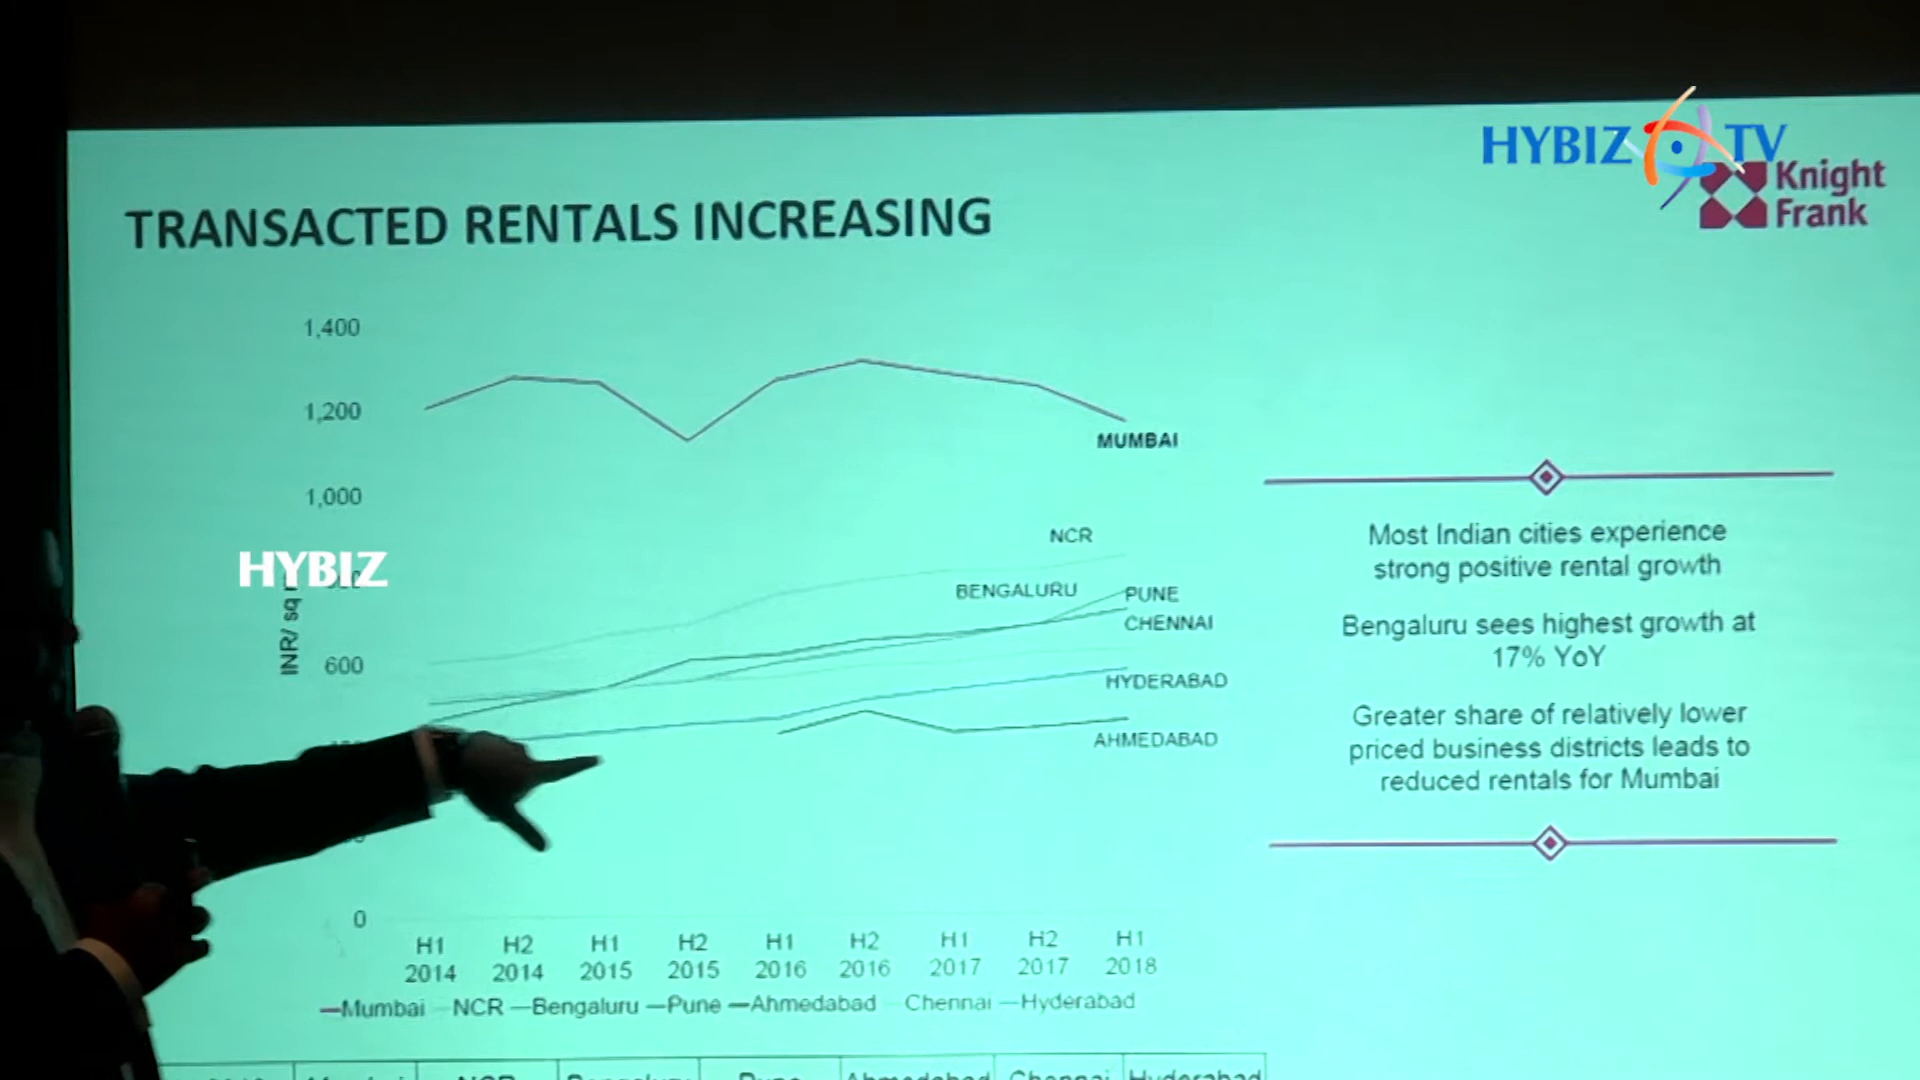 HYBIZ TV
Knight
Frank
TRANSACTED RENTALS INCREASING
1,400
1,200
1,000
600
0
INR/ sq
HYBIZ
MUMBAI
NCR
BENGALURU
PUNE
CHENNAI
HYDERABAD
AHMEDABAD
H1 H2 H1 H2 H1 H2 H1 H2 H1
2014 2014 2015 2015 2016 2016 2017 2017 2018
Mumbai NCR Bengaluru Pune Ahmedabad Chennai Hyderabad
Most Indian cities experience
strong positive rental growth
Bengaluru sees highest growth at
17% YoY
Greater share of relatively lower
priced business districts leads to
reduced rentals for Mumbai
Mumbai NCR Bengaluru Pune Ahmedabad Chennai Hyderabad